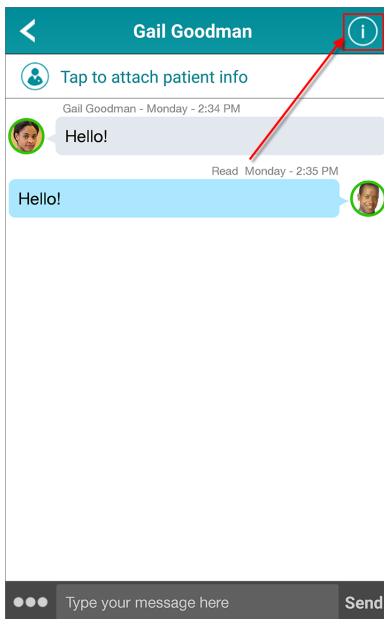 Gail Goodman
i
Tap to attach patient info
Gail Goodman - Monday - 2:34 PM
Hello!
Read Monday - 2:35 PM
Hello!
Type your message here Send